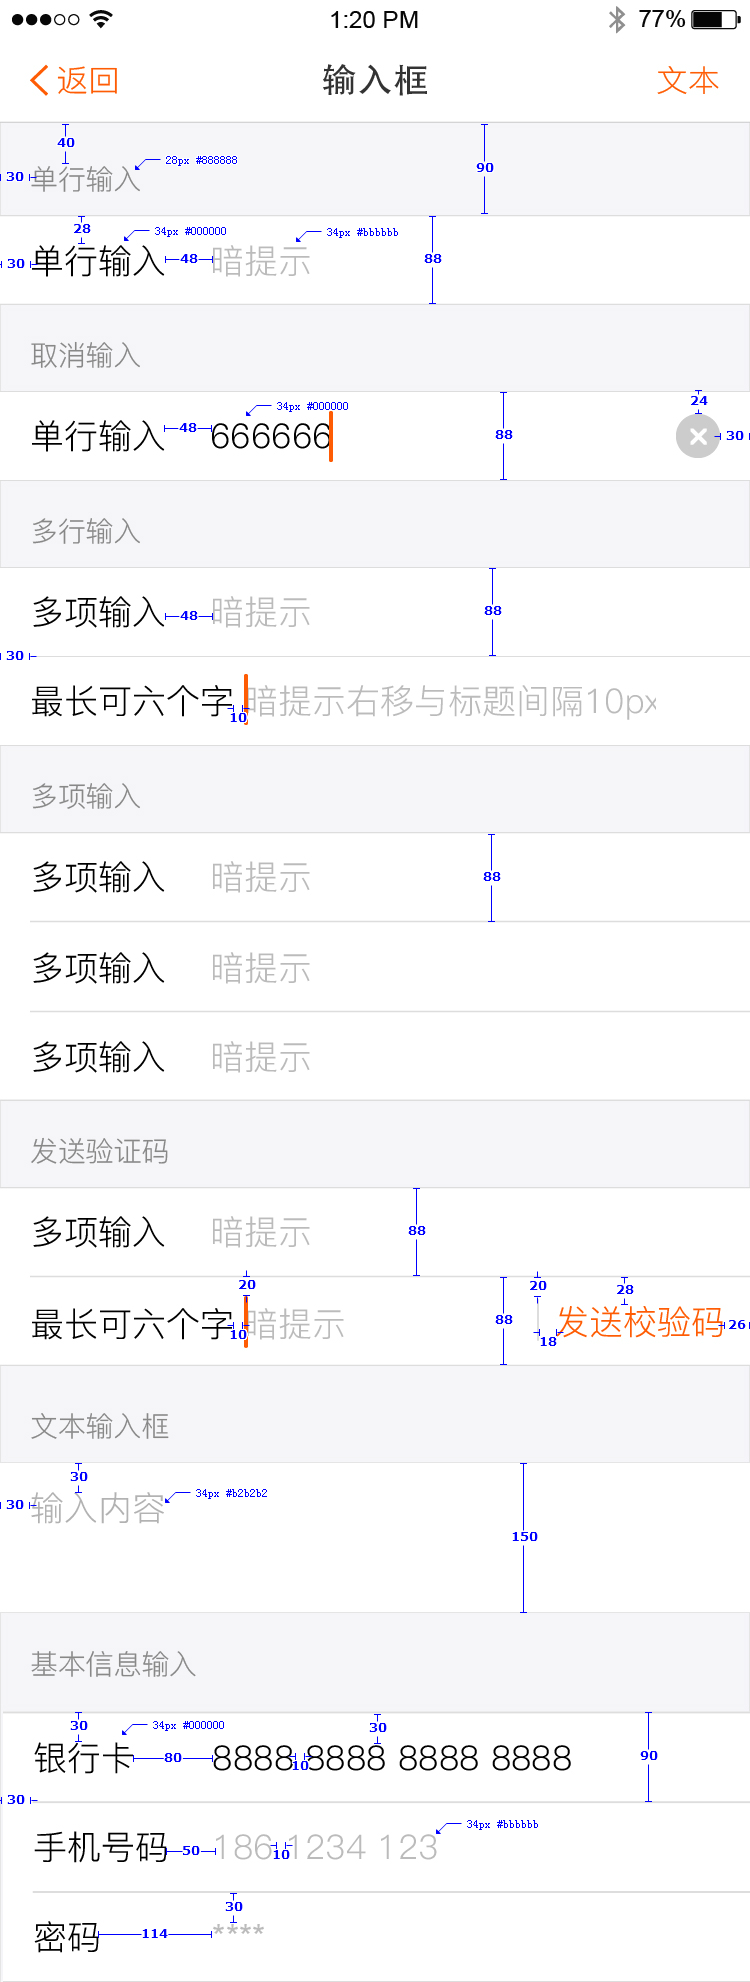 1:20 PM 77%
返回 输入框 文本
40
28px #888888
90
30 单行输入
28 34px #000000 34px #bbbbbb
30 单行输入 48 暗提示 88
取消输入
24
34px #000000
单行输入 48 666666 88 30
多行输入
多项输入 48 暗提示 88
30
最长可六个字 10 暗提示右移与标题间隔10px
多项输入
多项输入 暗提示 88
多项输入 暗提示
多项输入 暗提示
发送验证码
多项输入 暗提示 88
20 20 28
最长可六个字 10 暗提示 88 18 发送校验码 26
文本输入框
30
34px #b2b2b2
30 输入内容
150
基本信息输入
30 34px #000000 30
银行卡 80 8888 10 8888 8888 8888 90
30
34px #bbbbbb
手机号码 50 186 10 1234 123
30
密码 114 ****